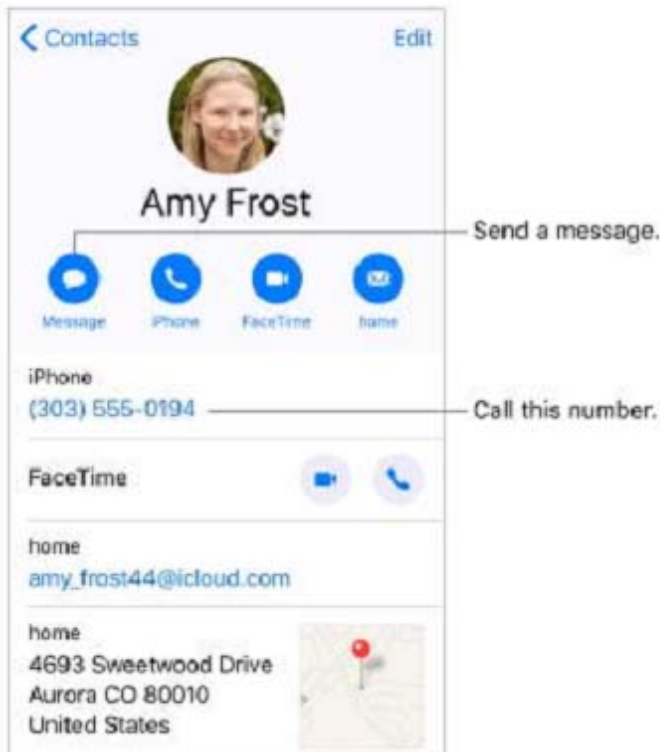 Contacts
Edit
Amy Frost
Send a message.
Message
iPhone
FaceTime
home
iPhone
(303) 555-0194
Call this number.
FaceTime
home
amy_frost44@icloud.com
home
4693 Sweetwood Drive
Aurora CO 80010
United States